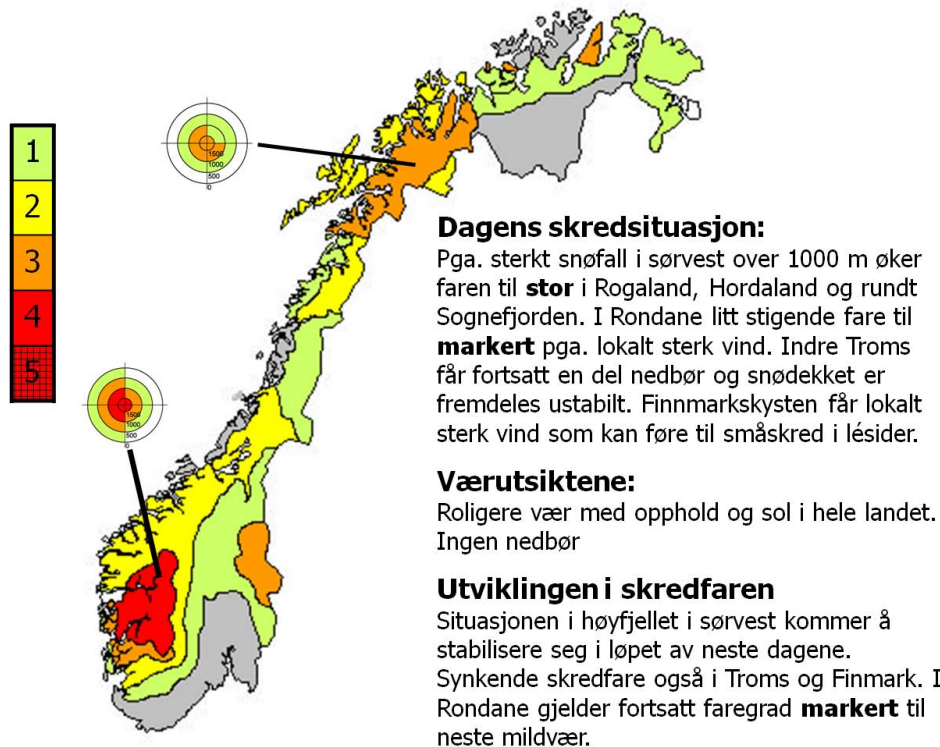 1
2
3
4
5
1500
1000
500
0
1500
1000
500
0
Dagens skredsituasjon:
Pga. sterkt snøfall i sørvest over 1000 m øker
faren til stor i Rogaland, Hordaland og rundt
Sognefjorden. I Rondane litt stigende fare til
markert pga. lokalt sterk vind. Indre Troms
får fortsatt en del nedbør og snødekket er
fremdeles ustabilt. Finnmarkskysten får lokalt
sterk vind som kan føre til småskred i lésider.
Værutsiktene:
Roligere vær med opphold og sol i hele landet.
Ingen nedbør
Utviklingen i skredfaren
Situasjonen i høyfjellet i sørvest kommer å
stabilisere seg i løpet av neste dagene.
Synkende skredfare også i Troms og Finmark. I
Rondane gjelder fortsatt faregrad markert til
neste mildvær.